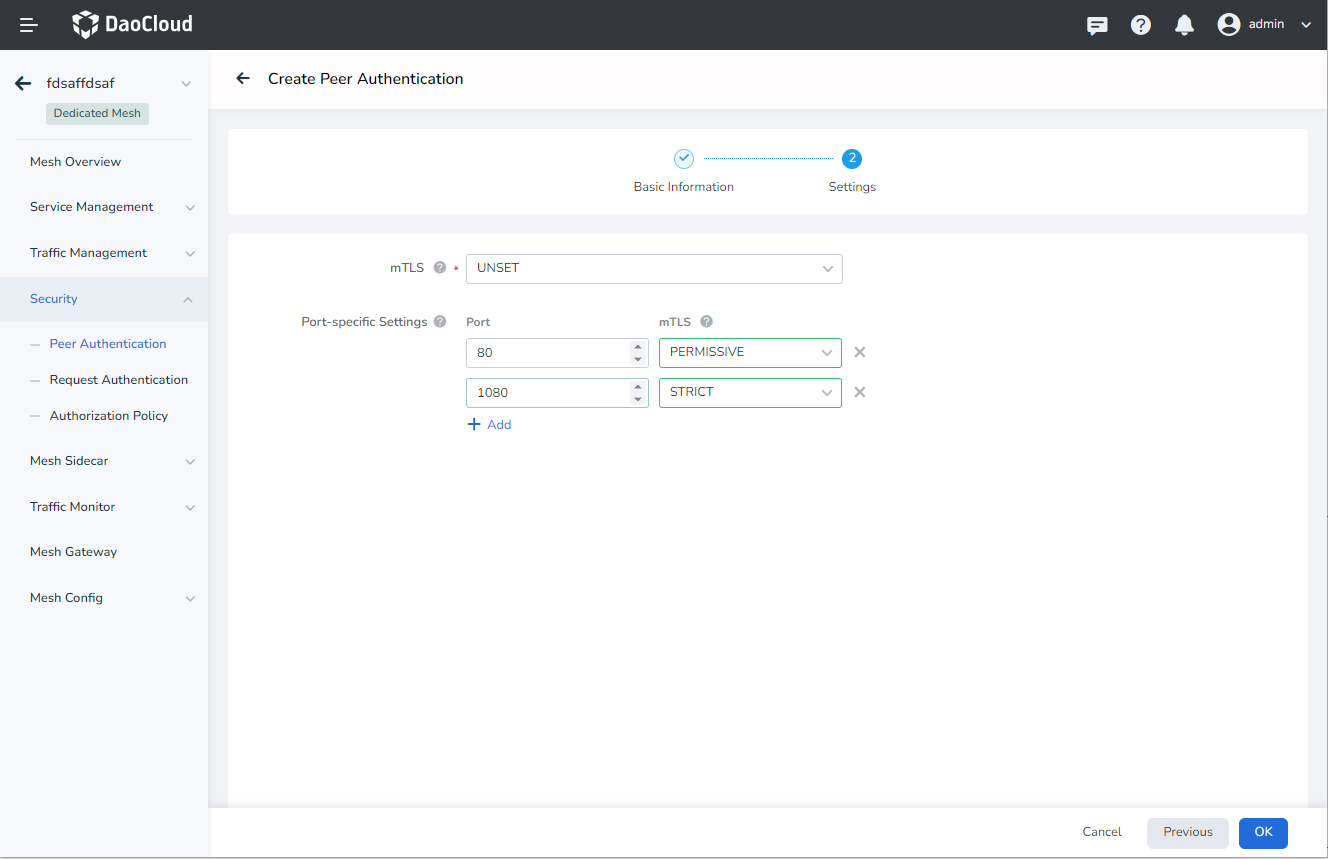 DaoCloud
admin
fdsaffdsaf
Dedicated Mesh
Mesh Overview
Service Management
Traffic Management
Security
Peer Authentication
Request Authentication
Authorization Policy
Mesh Sidecar
Traffic Monitor
Mesh Gateway
Mesh Config
Create Peer Authentication
2
Basic Information
Settings
mTLS ? * UNSET
Port-specific Settings ? Port mTLS ?
80 PERMISSIVE
1080 STRICT
+ Add
Cancel Previous OK